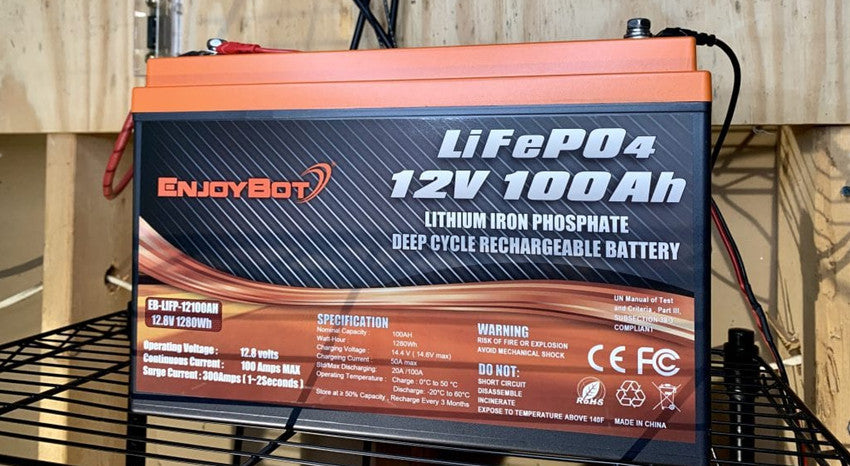 LiFePO4
12V 100Ah
ENJOYBOT
LITHIUM IRON PHOSPHATE
DEEP CYCLE RECHARGEABLE BATTERY
EB-LIFP-12100AH
12.8V 1280Wh
Operating Voltage : 12.8 volts
Continuous Current : 100 Amps MAX
Surge Current : 300Amps ( 1~2Seconds )
SPECIFICATION
Nominal Capacity : 100AH
Watt-Hour : 1280Wh
Charging Voltage : 14.4 V ( 14.6V max)
Chargeing Current : 50A max
Std/Max Discharging: 20A /100A
Operating Temperature : Charge : 0°C to 50 °C
Discharge: -20°C to 60°C
Store at ≥ 50% Capacity , Recharge Every 3 Months
WARNING
RISK OF FIRE OR EXPLOSION
AVOID MECHANICAL SHOCK
DO NOT:
SHORT CIRCUIT
DISASSEMBLE
INCINERATE
EXPOSE TO TEMPERATURE ABOVE 140F
UN Manual of Test
and Criteria , Part III,
SUBSECTION 38.3
COMPLIANT
CE FC
RoHS
MADE IN CHINA